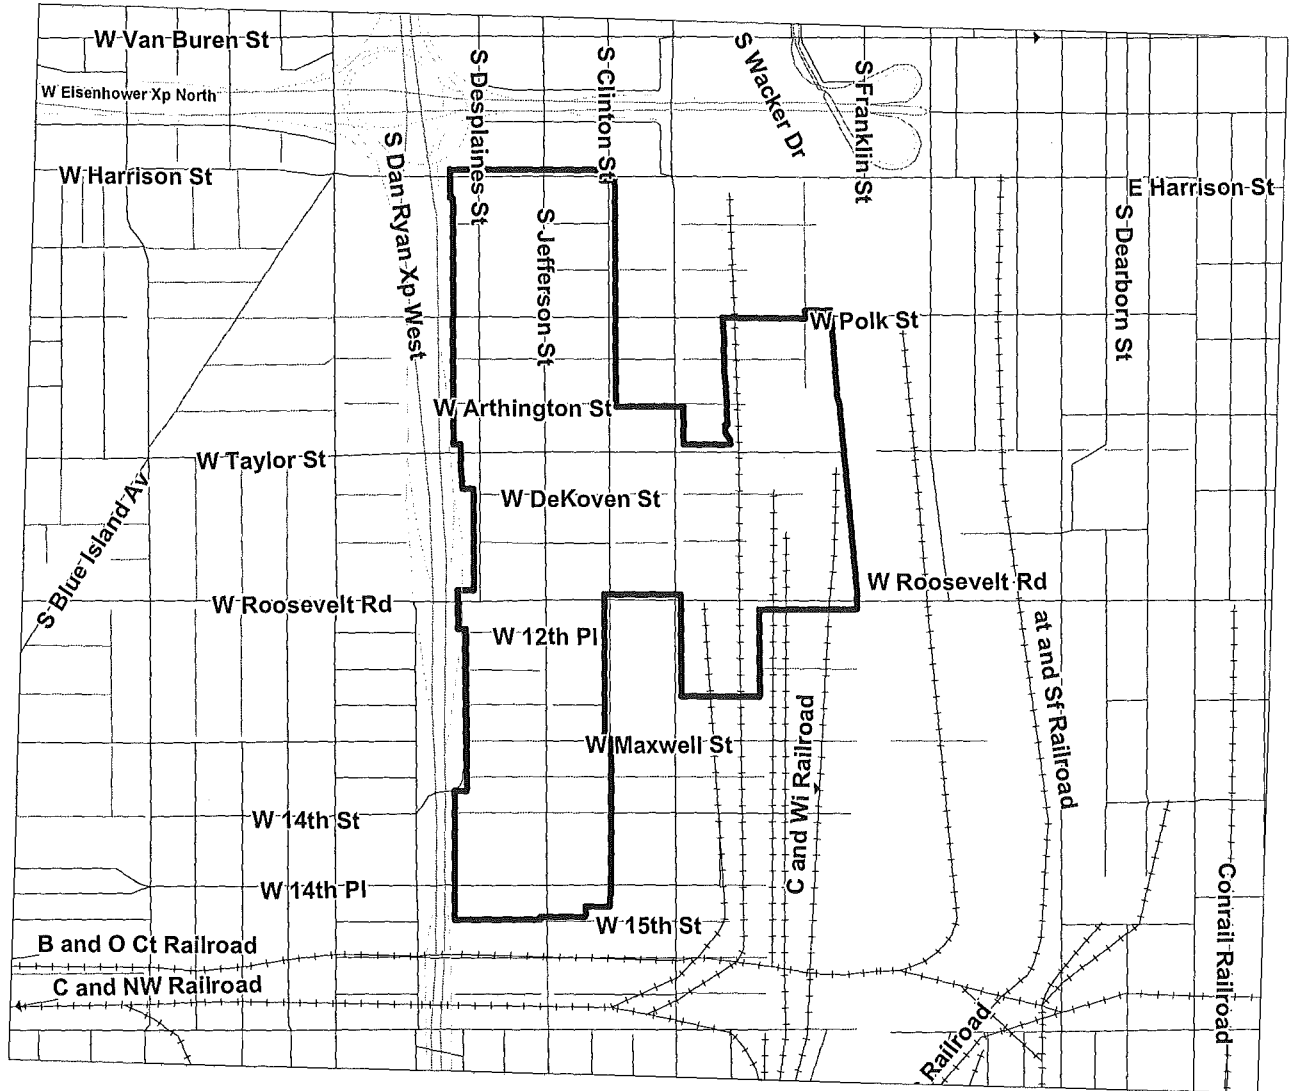 W Van Buren St
W Eisenhower Xp North
S Desplaines St
S Clinton St
S Wacker Dr
S Franklin St
S Dan Ryan Xp West
W Harrison St
E Harrison St
S Jefferson St
S Dearborn St
W Polk St
W Arthington St
W Taylor St
W DeKoven St
S Blue Island Av
W Roosevelt Rd
W Roosevelt Rd
W 12th Pl
at and Sf Railroad
W Maxwell St
C and Wi Railroad
W 14th St
W 14th Pl
Conrail Railroad
W 15th St
B and O Ct Railroad
C and NW Railroad
Railroad